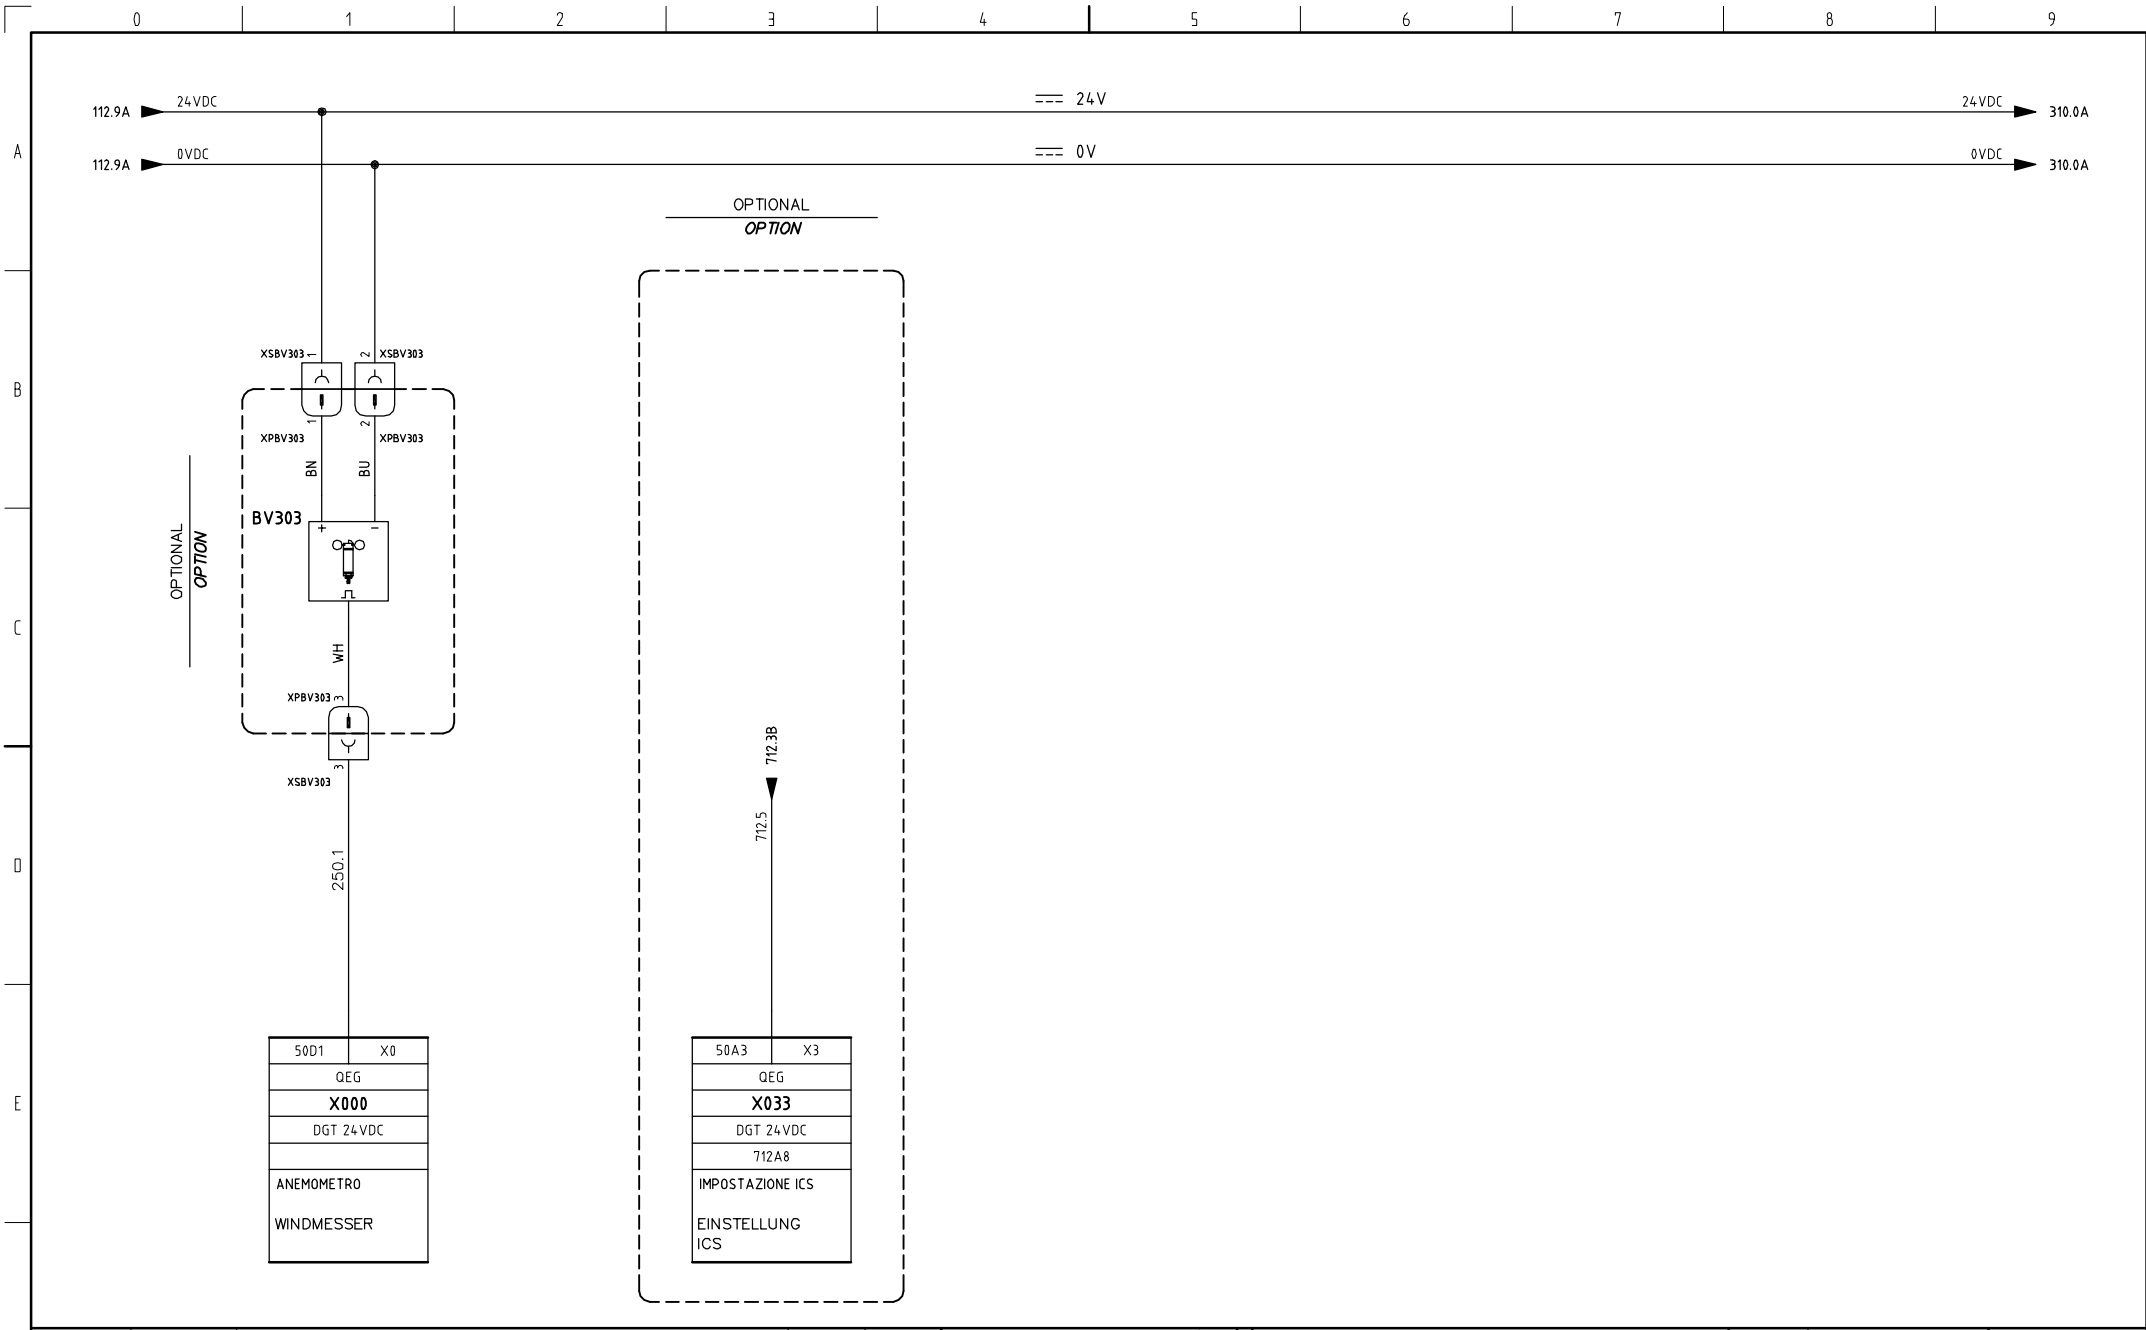 0 1 2 3 4 5 6 7 8 9
24VDC 24V 24VDC
112.9A 310.0A
A
0VDC 0V 0VDC
112.9A 310.0A
OPTIONAL
OPTION
XSBV303 1 2 XSBV303
B
1 2
XPBV303 XPBV303
BN BU
BV303
+ −
OPTIONAL
OPTION
C
WH
XPBV303 3
712.3B
3
XSBV303
712.5
D
250.1
50D1 X0
QEG
X000
DGT 24VDC
ANEMOMETRO
WINDMESSER
50A3 X3
QEG
X033
DGT 24VDC
712A8
IMPOSTAZIONE ICS
EINSTELLUNG
ICS
E